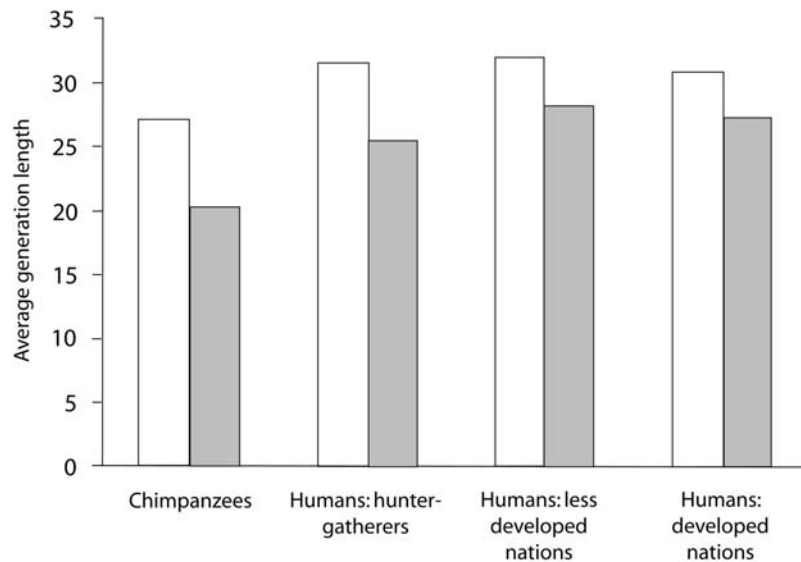 35
30
25
20
15
10
5
0
Average generation length
Chimpanzees
Humans: hunter-
gatherers
Humans: less
developed
nations
Humans:
developed
nations